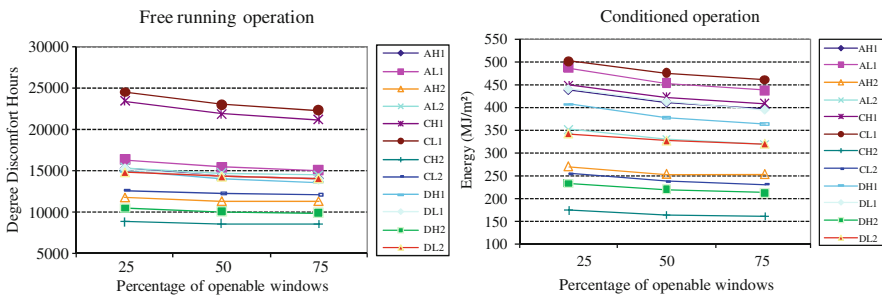 Free running operation
Degree Discomfort Hours
30000
25000
20000
15000
10000
5000
25
50
75
Percentage of openable windows
AH1
AL1
AH2
AL2
CH1
CL1
CH2
CL2
DH1
DL1
DH2
DL2
Conditioned operation
Energy (MJ/m²)
550
500
450
400
350
300
250
200
150
100
25
50
75
Percentage of openable windows
AH1
AL1
AH2
AL2
CH1
CL1
CH2
CL2
DH1
DL1
DH2
DL2